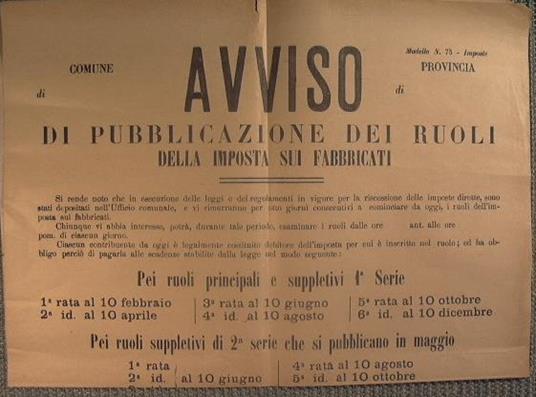 Modello N. 75 - Imposte
COMUNE AVVISO PROVINCIA
di di
DI PUBBLICAZIONE DEI RUOLI
DELLA IMPOSTA SUI FABBRICATI
Si rende noto che in esecuzione delle leggi e dei regolamenti in vigore per la riscossione delle imposte dirette, sono
stati depositati nell'Ufficio comunale, e vi rimarranno per otto giorni consecutivi a cominciare da oggi, i ruoli dell'im-
posta sui fabbricati.
Chiunque vi abbia interesse, potrà, durante tale periodo, esaminare i ruoli dalle ore ant. alle ore
pom. di ciascun giorno.
Ciascun contribuente da oggi è legalmente costituito debitore dell'imposta per cui è inscritto nel ruolo; ed ha ob-
bligo perciò di pagarla alle scadenze stabilite dalla legge nel modo seguente:
Pei ruoli principali e suppletivi 1ª Serie
1ª rata al 10 febbraio 3ª rata al 10 giugno 5ª rata al 10 ottobre
2ª id. al 10 aprile 4ª id. al 10 agosto 6ª id. al 10 dicembre
Pei ruoli suppletivi di 2ª serie che si pubblicano in maggio
1ª rata 4ª rata al 10 agosto
2ª id. al 10 giugno 5ª id. al 10 ottobre